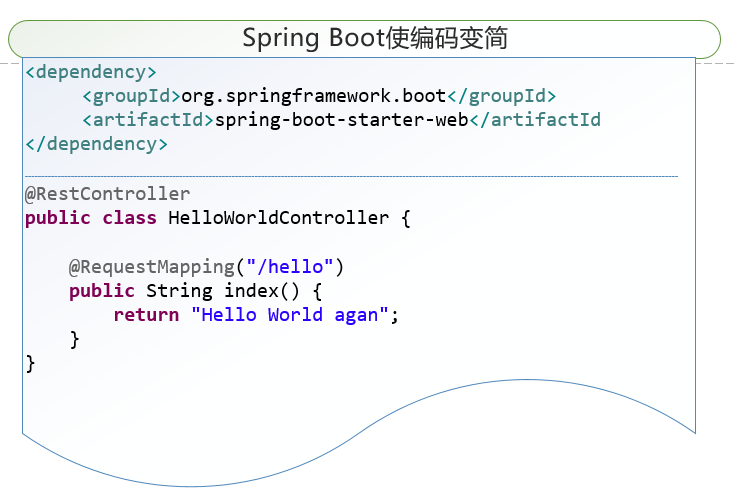 Spring Boot使编码变简
<dependency>
     <groupId>org.springframework.boot</groupId>
     <artifactId>spring-boot-starter-web</artifactId
</dependency>
@RestController
public class HelloWorldController {
    @RequestMapping("/hello")
    public String index() {
        return "Hello World agan";
    }
}